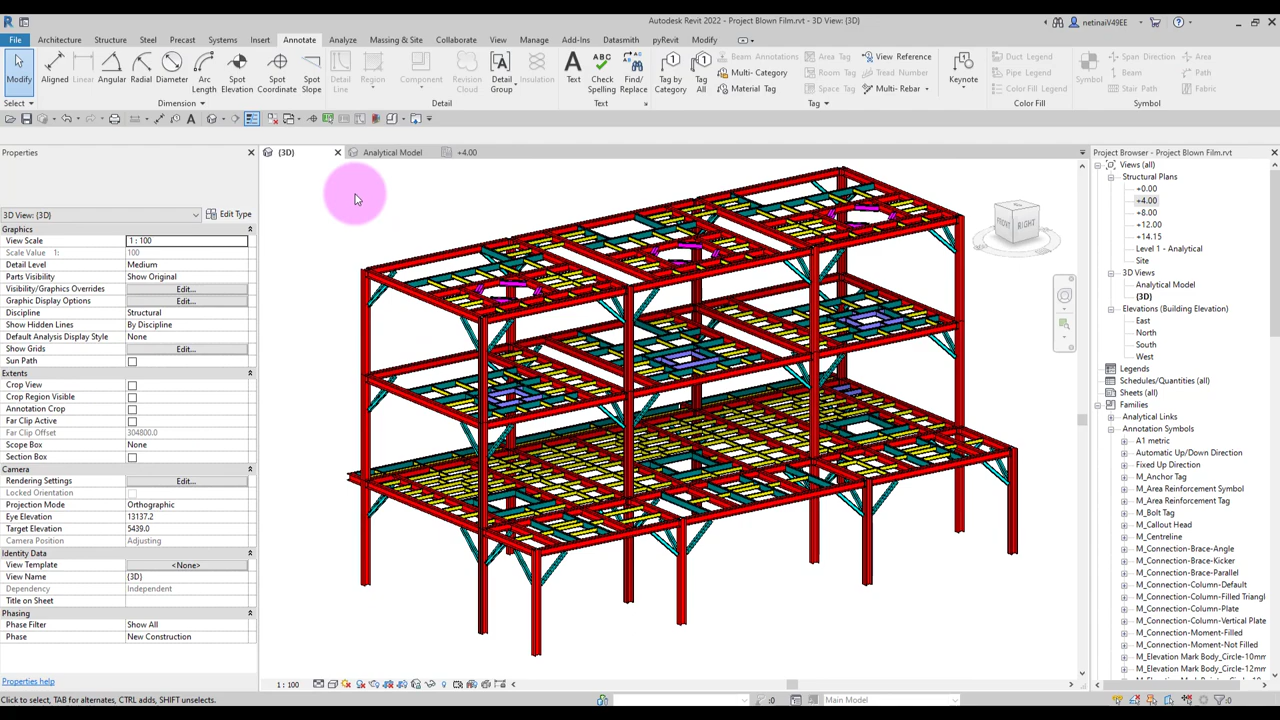 Autodesk Revit 2022 - Project Blown Film.rvt - 3D View: {3D}
netinaiV49EE
File Architecture Structure Steel Precast Systems Insert Annotate Analyze Massing & Site Collaborate View Manage Add-Ins Datasmith pyRevit Modify
Modify
Aligned
Linear
Angular
Radial
Diameter
Arc
Length
Spot
Elevation
Spot
Coordinate
Spot
Slope
Detail
Line
Region
Component
Revision
Cloud
Detail
Group
Insulation
Text
Check
Spelling
Find/
Replace
Tag by
Category
Tag
All
Beam Annotations
Multi-Category
Material Tag
Area Tag
Room Tag
Space Tag
View Reference
Tread Number
Multi-Rebar
Keynote
Duct Legend
Pipe Legend
Color Fill Legend
Symbol
Span Direction
Beam
Stair Path
Area
Path
Fabric
Select
Dimension
Detail
Text
Tag
Color Fill
Symbol
Properties
{3D}
Analytical Model
+4.00
Project Browser - Project Blown Film.rvt
3D View: {3D}
Edit Type
Graphics
View Scale 1 : 100
Scale Value 1: 100
Detail Level Medium
Parts Visibility Show Original
Visibility/Graphics Overrides Edit...
Graphic Display Options Edit...
Discipline Structural
Show Hidden Lines By Discipline
Default Analysis Display Style None
Show Grids Edit...
Sun Path
Extents
Crop View
Crop Region Visible
Annotation Crop
Far Clip Active
Far Clip Offset 304800.0
Scope Box None
Section Box
Camera
Rendering Settings Edit...
Locked Orientation
Projection Mode Orthographic
Eye Elevation 13137.2
Target Elevation 5439.0
Camera Position Adjusting
Identity Data
View Template <None>
View Name {3D}
Dependency Independent
Title on Sheet
Phasing
Phase Filter Show All
Phase New Construction
Properties help
FRONT RIGHT
Views (all)
Structural Plans
+0.00
+4.00
+8.00
+12.00
+14.15
Level 1 - Analytical
Site
3D Views
Analytical Model
{3D}
Elevations (Building Elevation)
East
North
South
West
Legends
Schedules/Quantities (all)
Sheets (all)
Families
Analytical Links
Annotation Symbols
A1 metric
Automatic Up/Down Direction
Fixed Up Direction
M_Anchor Tag
M_Area Reinforcement Symbol
M_Area Reinforcement Tag
M_Bolt Tag
M_Callout Head
M_Centreline
M_Connection-Brace-Angle
M_Connection-Brace-Kicker
M_Connection-Brace-Parallel
M_Connection-Column-Default
M_Connection-Column-Filled Triangl
M_Connection-Column-Plate
M_Connection-Column-Vertical Plate
M_Connection-Moment-Filled
M_Connection-Moment-Not Filled
M_Elevation Mark Body_Circle-10mm
M_Elevation Mark Body_Circle-12mm
1 : 100
Click to select, TAB for alternates, CTRL adds, SHIFT unselects.
:0
Main Model
:0